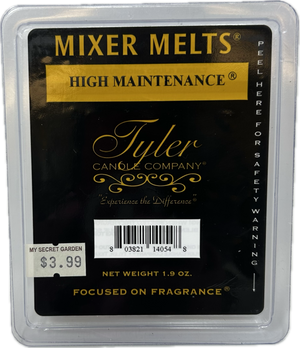 MIXER MELTS®
HIGH MAINTENANCE®
Tyler
CANDLE COMPANY®
"Experience the Difference"®
8 03821 14054 8
MY SECRET GARDEN
$3.99
NET WEIGHT 1.9 OZ.
FOCUSED ON FRAGRANCE®
PEEL HERE FOR SAFETY WARNING